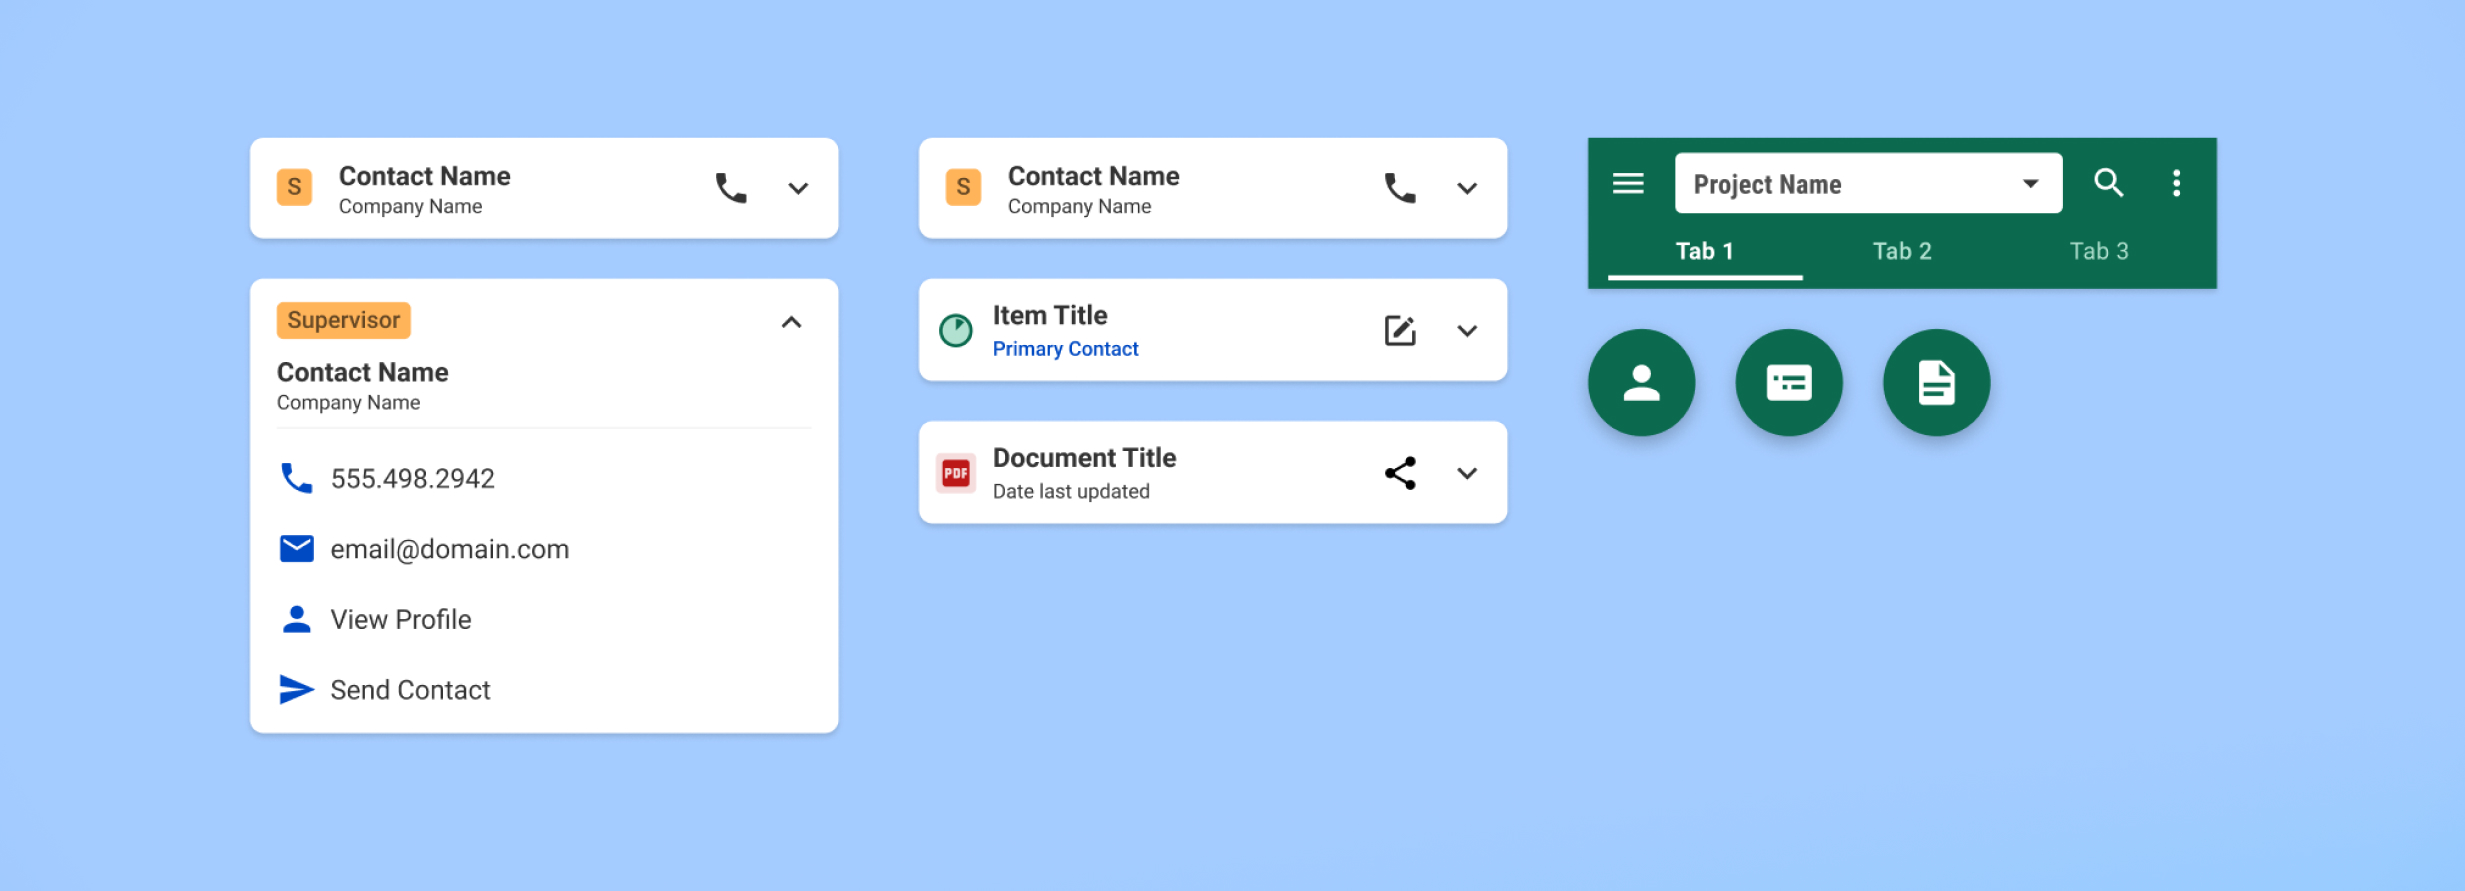 S
Contact Name
Company Name
Supervisor
Contact Name
Company Name
555.498.2942
email@domain.com
View Profile
Send Contact
S
Contact Name
Company Name
Item Title
Primary Contact
PDF
Document Title
Date last updated
Project Name
Tab 1 Tab 2 Tab 3